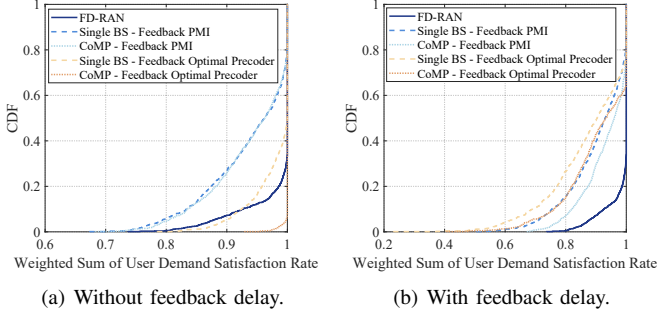 FD-RAN
Single BS - Feedback PMI
CoMP - Feedback PMI
Single BS - Feedback Optimal Precoder
CoMP - Feedback Optimal Precoder
1
0.8
0.6
0.4
0.2
0
CDF
0.6 0.7 0.8 0.9 1
Weighted Sum of User Demand Satisfaction Rate
(a) Without feedback delay.
FD-RAN
Single BS - Feedback PMI
CoMP - Feedback PMI
Single BS - Feedback Optimal Precoder
CoMP - Feedback Optimal Precoder
1
0.8
0.6
0.4
0.2
0
CDF
0.2 0.4 0.6 0.8 1
Weighted Sum of User Demand Satisfaction Rate
(b) With feedback delay.